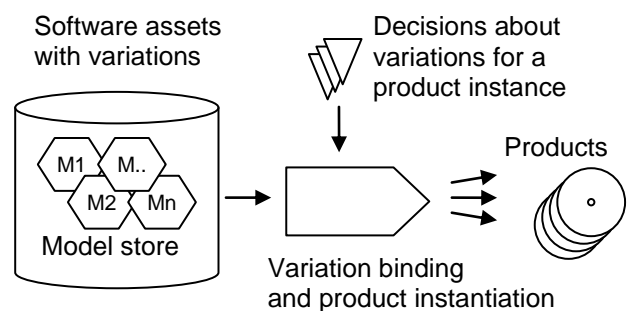 Software assets
with variations
Decisions about
variations for a
product instance
M1
M..
M2
Mn
Model store
Products
Variation binding
and product instantiation